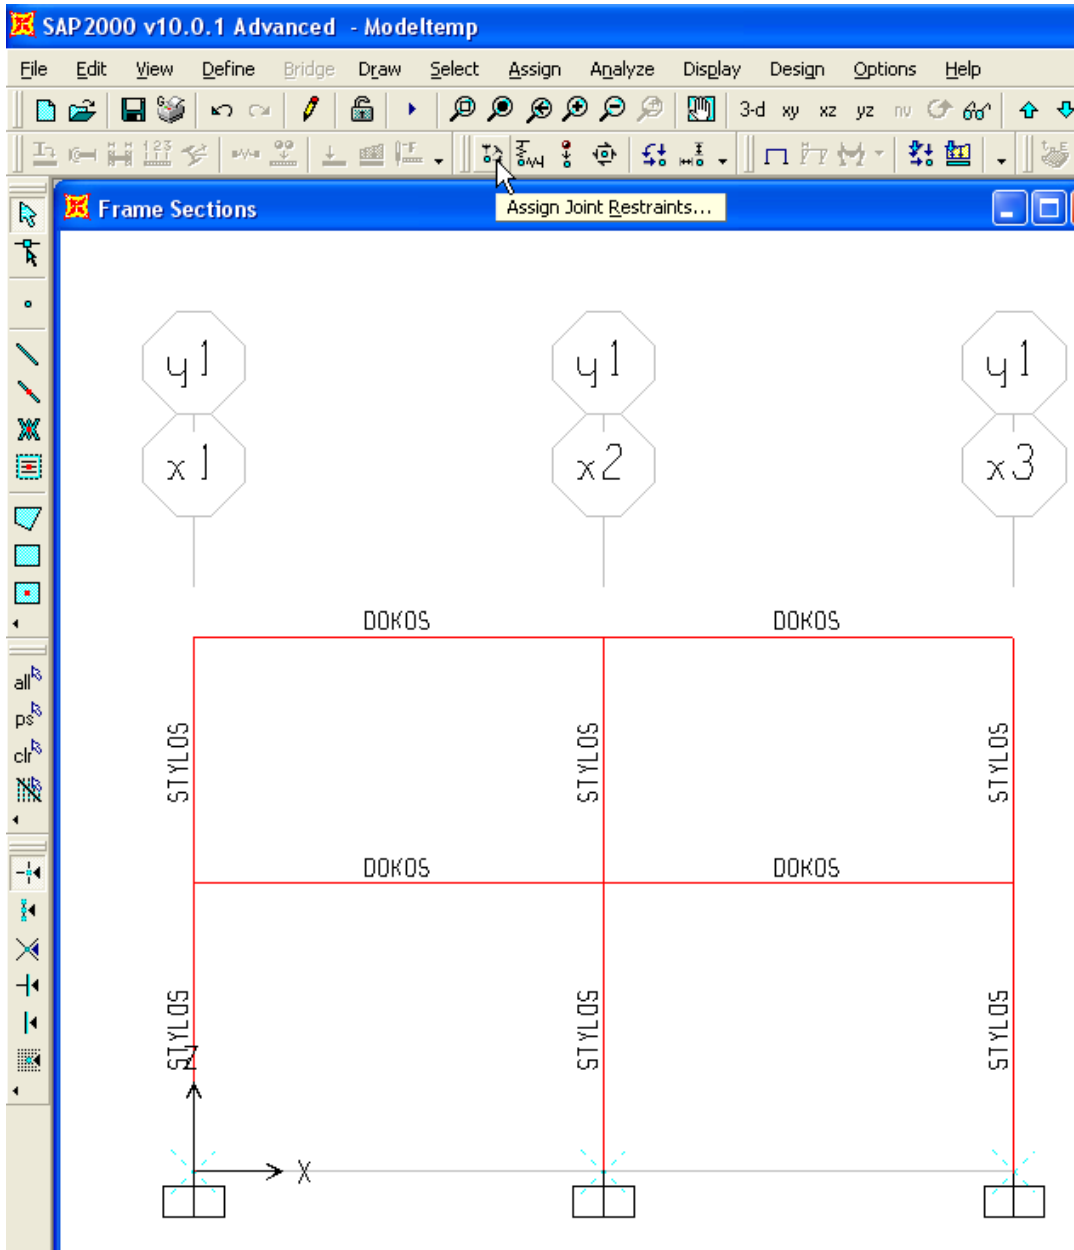 SAP2000 v10.0.1 Advanced - Modeltemp
File Edit View Define Bridge Draw Select Assign Analyze Display Design Options Help
3-d xy xz yz nv
Assign Joint Restraints...
Frame Sections
y1 y1 y1
x1 x2 x3
DOKOS DOKOS
STYLOS STYLOS STYLOS
DOKOS DOKOS
STYLOS STYLOS STYLOS
Z
X
all
ps
clr